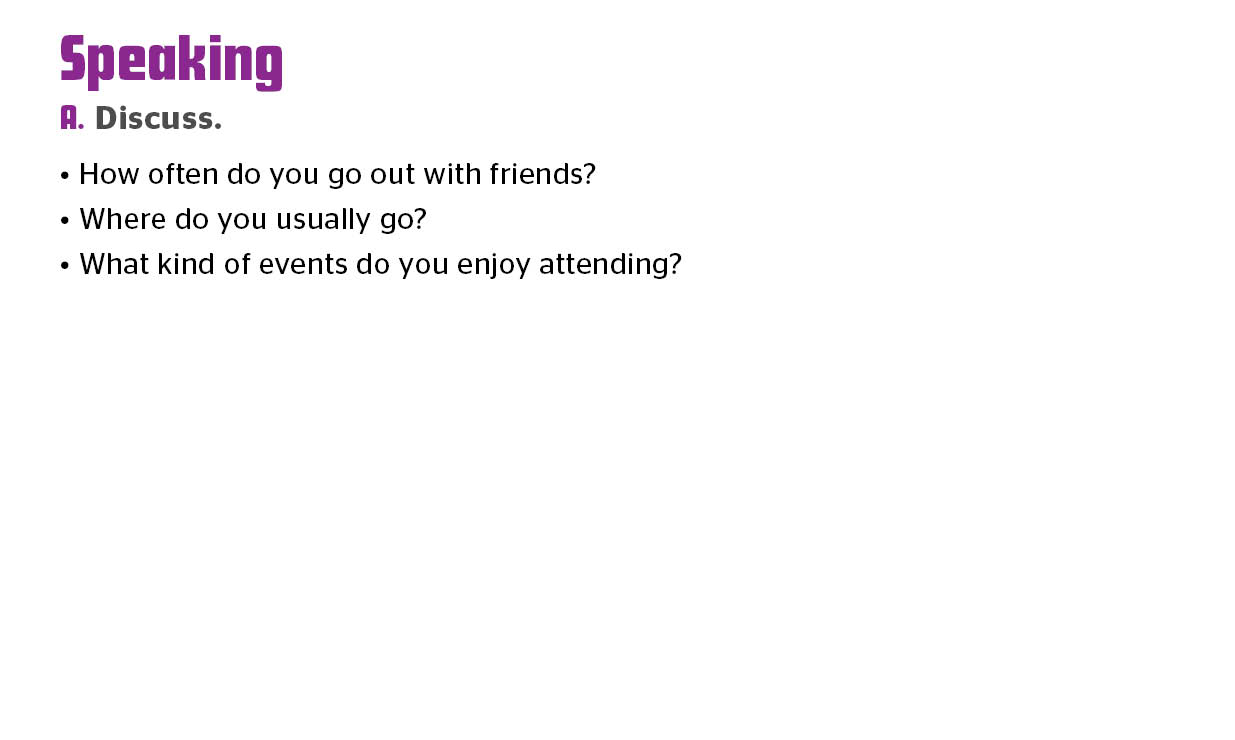 Speaking
A. Discuss.
• How often do you go out with friends?
• Where do you usually go?
• What kind of events do you enjoy attending?